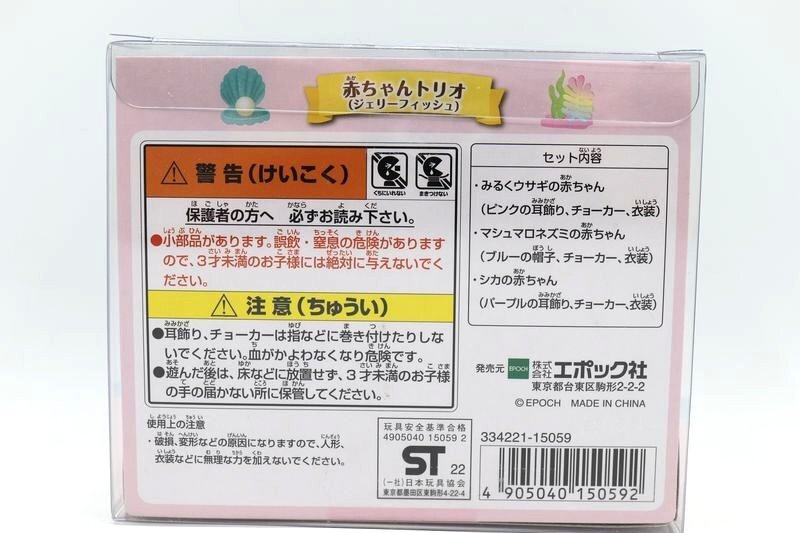 赤ちゃんトリオ
(ジェリーフィッシュ)
警告(けいこく)
くちにいれない
まきつけない
保護者の方へ 必ずお読み下さい。
●小部品があります。誤飲・窒息の危険がありますので、3才未満のお子様には絶対に与えないでください。
注意(ちゅうい)
●耳飾り、チョーカーは指などに巻き付けたりしないでください。血がかよわなくなり危険です。
●遊んだ後は、床などに放置せず、3才未満のお子様の手の届かない所に保管してください。
使用上の注意
・破損、変形などの原因になりますので、人形、衣装などに無理な力を加えないでください。
セット内容
・みるくウサギの赤ちゃん
(ピンクの耳飾り、チョーカー、衣装)
・マシュマロネズミの赤ちゃん
(ブルーの帽子、チョーカー、衣装)
・シカの赤ちゃん
(パープルの耳飾り、チョーカー、衣装)
発売元 EPOCH 株式会社 エポック社
東京都台東区駒形2-2-2
©EPOCH MADE IN CHINA
玩具安全基準合格
4905040 15059 2
ST 22
(一社)日本玩具協会
東京都墨田区東駒形4-22-4
334221-15059
4 905040 150592